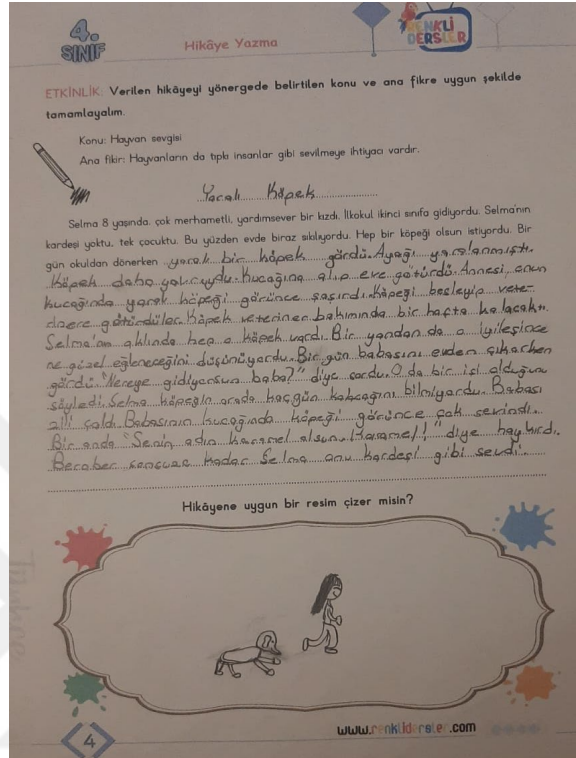 4.
SINIF
Hikâye Yazma
RENKLİ
DERSLER
ETKİNLİK. Verilen hikâyeyi yönergede belirtilen konu ve ana fikre uygun şekilde
tamamlayalım.
Konu: Hayvan sevgisi
Ana fikir: Hayvanların da tıpkı insanlar gibi sevilmeye ihtiyacı vardır.
Yaralı Köpek
Selma 8 yaşında, çok merhametli, yardımsever bir kızdı. İlkokul ikinci sınıfa gidiyordu. Selma'nın
kardeşi yoktu, tek çocuktu. Bu yüzden evde biraz sıkılıyordu. Hep bir köpeği olsun istiyordu. Bir
gün okuldan dönerken yaralı bir köpek gördü. Ayağı yaralanmıştı.
Köpek daha yavruydu. Kucağına alıp eve götürdü. Annesi, onun
kucağında yaralı köpeği görünce şaşırdı. Köpeği besleyip vete-
rinere götürdüler. Köpek veteriner bakımında bir hafta kalacaktı.
Selma'nın aklında hep o köpek vardı. Bir yandan da o iyileşince
ne güzel eğleneceğini düşünüyordu. Bir gün babasını evden çıkarken
gördü. "Nereye gidiyorsun baba?" diye sordu. O da bir işi olduğunu
söyledi. Selma köpeğin orada kaç gün kalacağını bilmiyordu. Babası
zili çaldı. Babasının kucağında köpeği görünce çok sevindi.
Bir anda "Senin adın karamel olsun. Karamel!" diye haykırdı.
Beraber sonsuza kadar Selma onu kardeşi gibi sevdi.
Hikâyene uygun bir resim çizer misin?
www.renklidersler.com
4